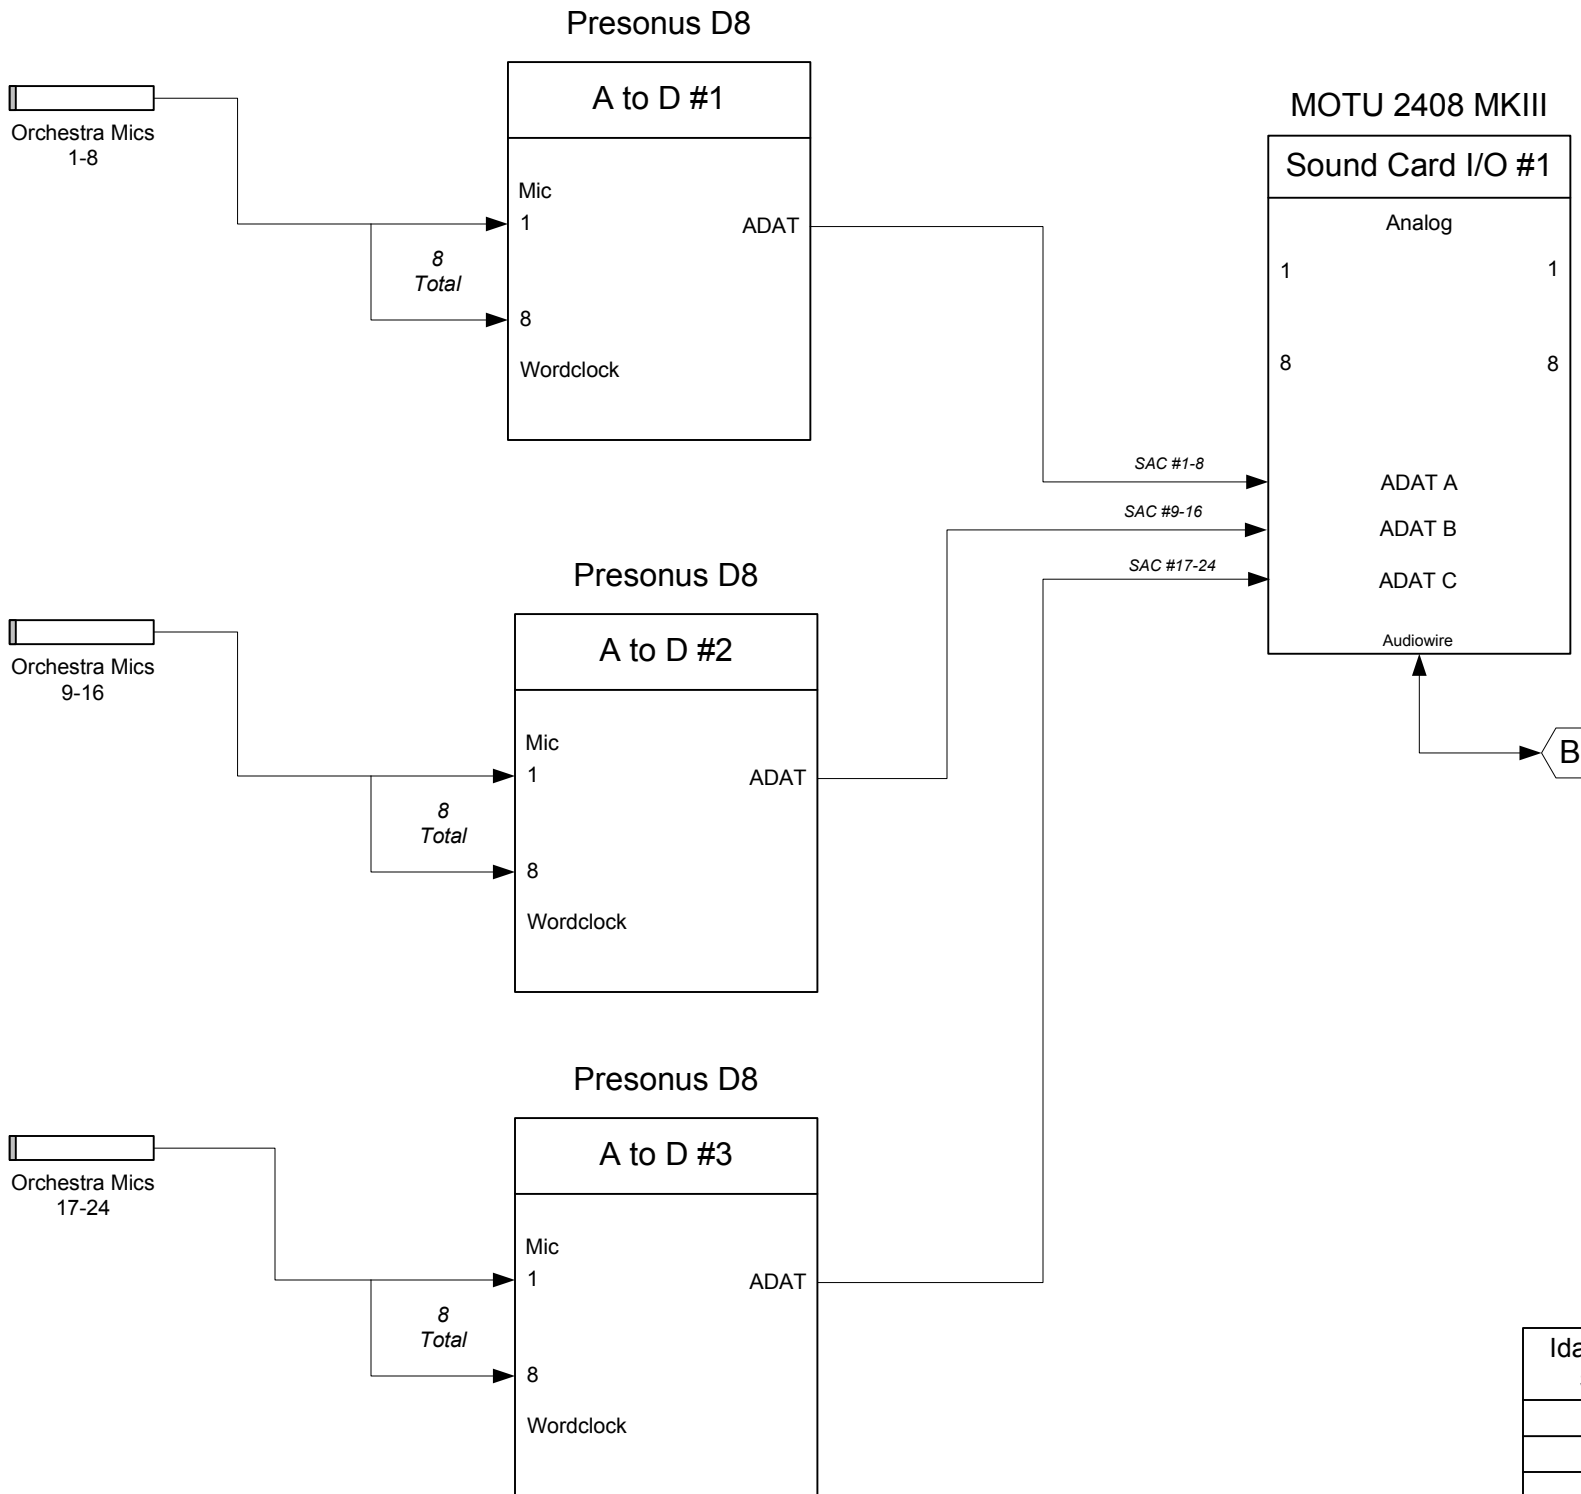 Presonus D8
A to D #1
Orchestra Mics
1-8
Mic
1
ADAT
8
Total
8
Wordclock
MOTU 2408 MKIII
Sound Card I/O #1
Analog
1
1
8
8
SAC #1-8
ADAT A
SAC #9-16
ADAT B
SAC #17-24
ADAT C
Audiowire
B
Presonus D8
A to D #2
Orchestra Mics
9-16
Mic
1
ADAT
8
Total
8
Wordclock
Presonus D8
A to D #3
Orchestra Mics
17-24
Mic
1
ADAT
8
Total
8
Wordclock